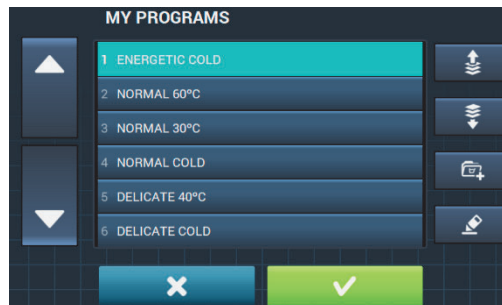 MY PROGRAMS
1 ENERGETIC COLD
2 NORMAL 60ºC
3 NORMAL 30ºC
4 NORMAL COLD
5 DELICATE 40ºC
6 DELICATE COLD